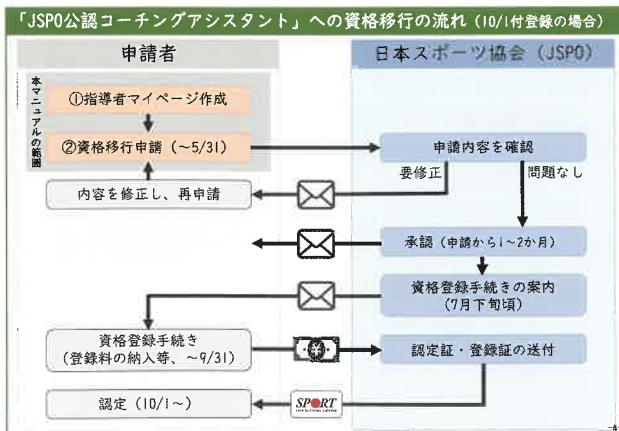 「JSPO公認コーチングアシスタント」への資格移行の流れ（10/1付登録の場合）
申請者
日本スポーツ協会（JSPO）
本マニュアルの範囲
①指導者マイページ作成
②資格移行申請（～5/31）
申請内容を確認
要修正
問題なし
内容を修正し、再申請
承認（申請から1～2か月）
資格登録手続きの案内
（7月下旬頃）
資格登録手続き
（登録料の納入等、～9/31）
¥
認定証・登録証の送付
認定（10/1～）
SPORT